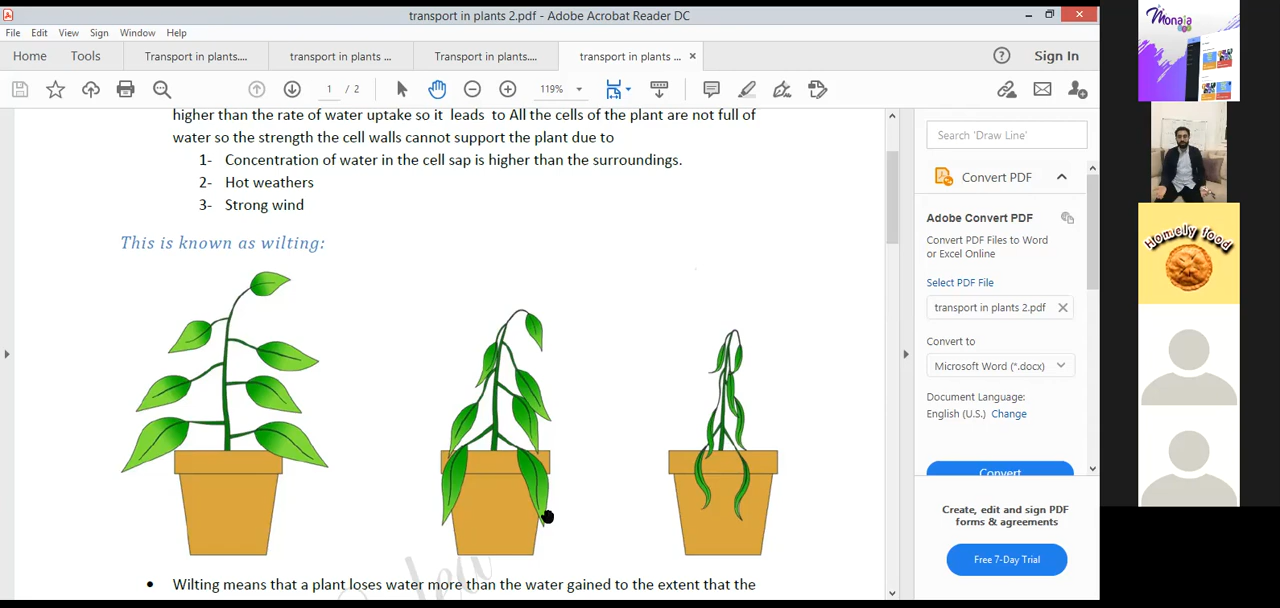 transport in plants 2.pdf - Adobe Acrobat Reader DC
File Edit View Sign Window Help
Home Tools transport in plants.... transport in plants ... Transport in plants.... transport in plants ... × Sign In
1 / 2 119%
higher than the rate of water uptake so it leads to All the cells of the plant are not full of
water so the strength the cell walls cannot support the plant due to
1- Concentration of water in the cell sap is higher than the surroundings.
2- Hot weathers
3- Strong wind
This is known as wilting:
• Wilting means that a plant loses water more than the water gained to the extent that the
Search 'Draw Line'
Convert PDF
Adobe Convert PDF
Convert PDF Files to Word
or Excel Online
Select PDF File
transport in plants 2.pdf
Convert to
Microsoft Word (*.docx)
Document Language:
English (U.S.) Change
Convert
Create, edit and sign PDF
forms & agreements
Free 7-Day Trial
Monaja
Homely food